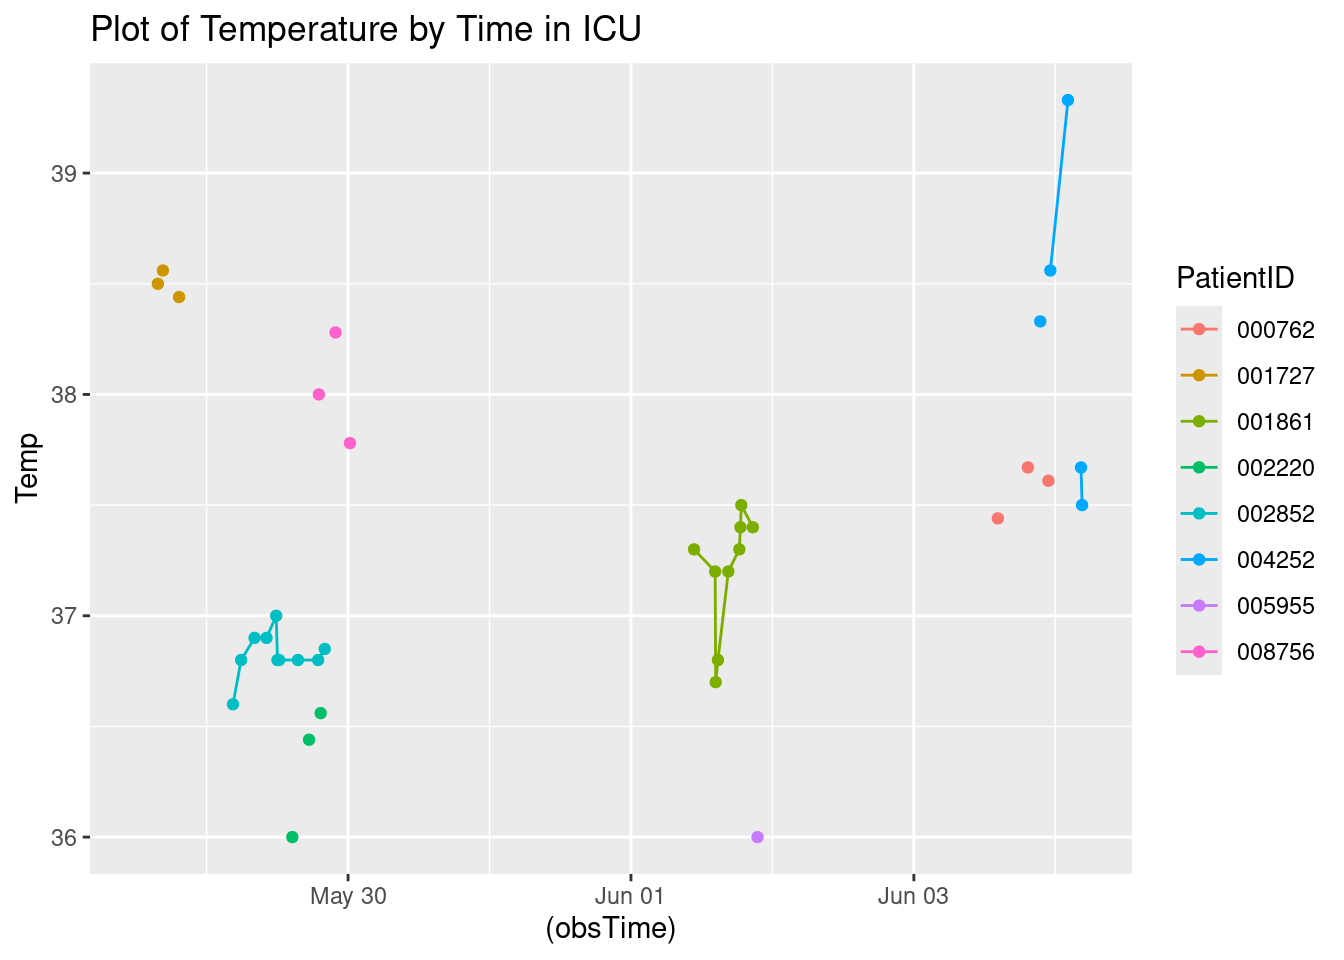 Plot of Temperature by Time in ICU
Temp
39
38
37
36
May 30
Jun 01
Jun 03
(obsTime)
PatientID
000762
001727
001861
002220
002852
004252
005955
008756